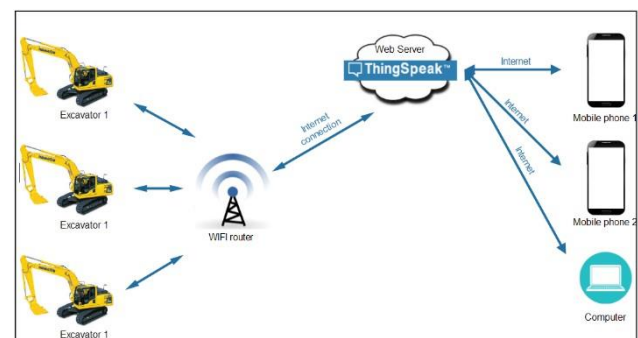 Web Server
ThingSpeak™
Internet
Mobile phone 1
Excavator 1
Internet
connection
Internet
Internet
Excavator 1
WIFI router
Mobile phone 2
Excavator 1
Computer